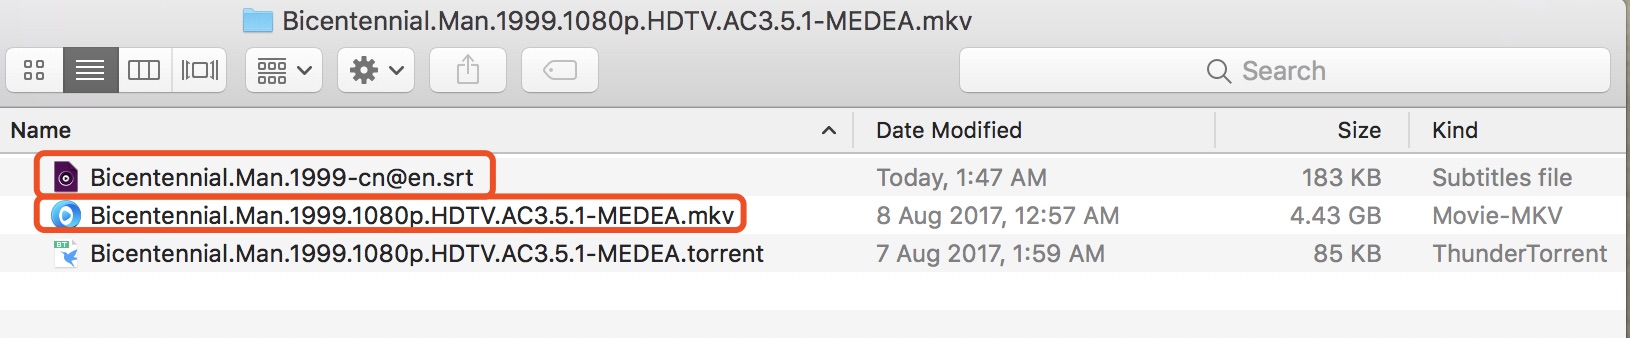 Bicentennial.Man.1999.1080p.HDTV.AC3.5.1-MEDEA.mkv
Search
Name Date Modified Size Kind
Bicentennial.Man.1999-cn@en.srt Today, 1:47 AM 183 KB Subtitles file
Bicentennial.Man.1999.1080p.HDTV.AC3.5.1-MEDEA.mkv 8 Aug 2017, 12:57 AM 4.43 GB Movie-MKV
BT Bicentennial.Man.1999.1080p.HDTV.AC3.5.1-MEDEA.torrent 7 Aug 2017, 1:59 AM 85 KB ThunderTorrent